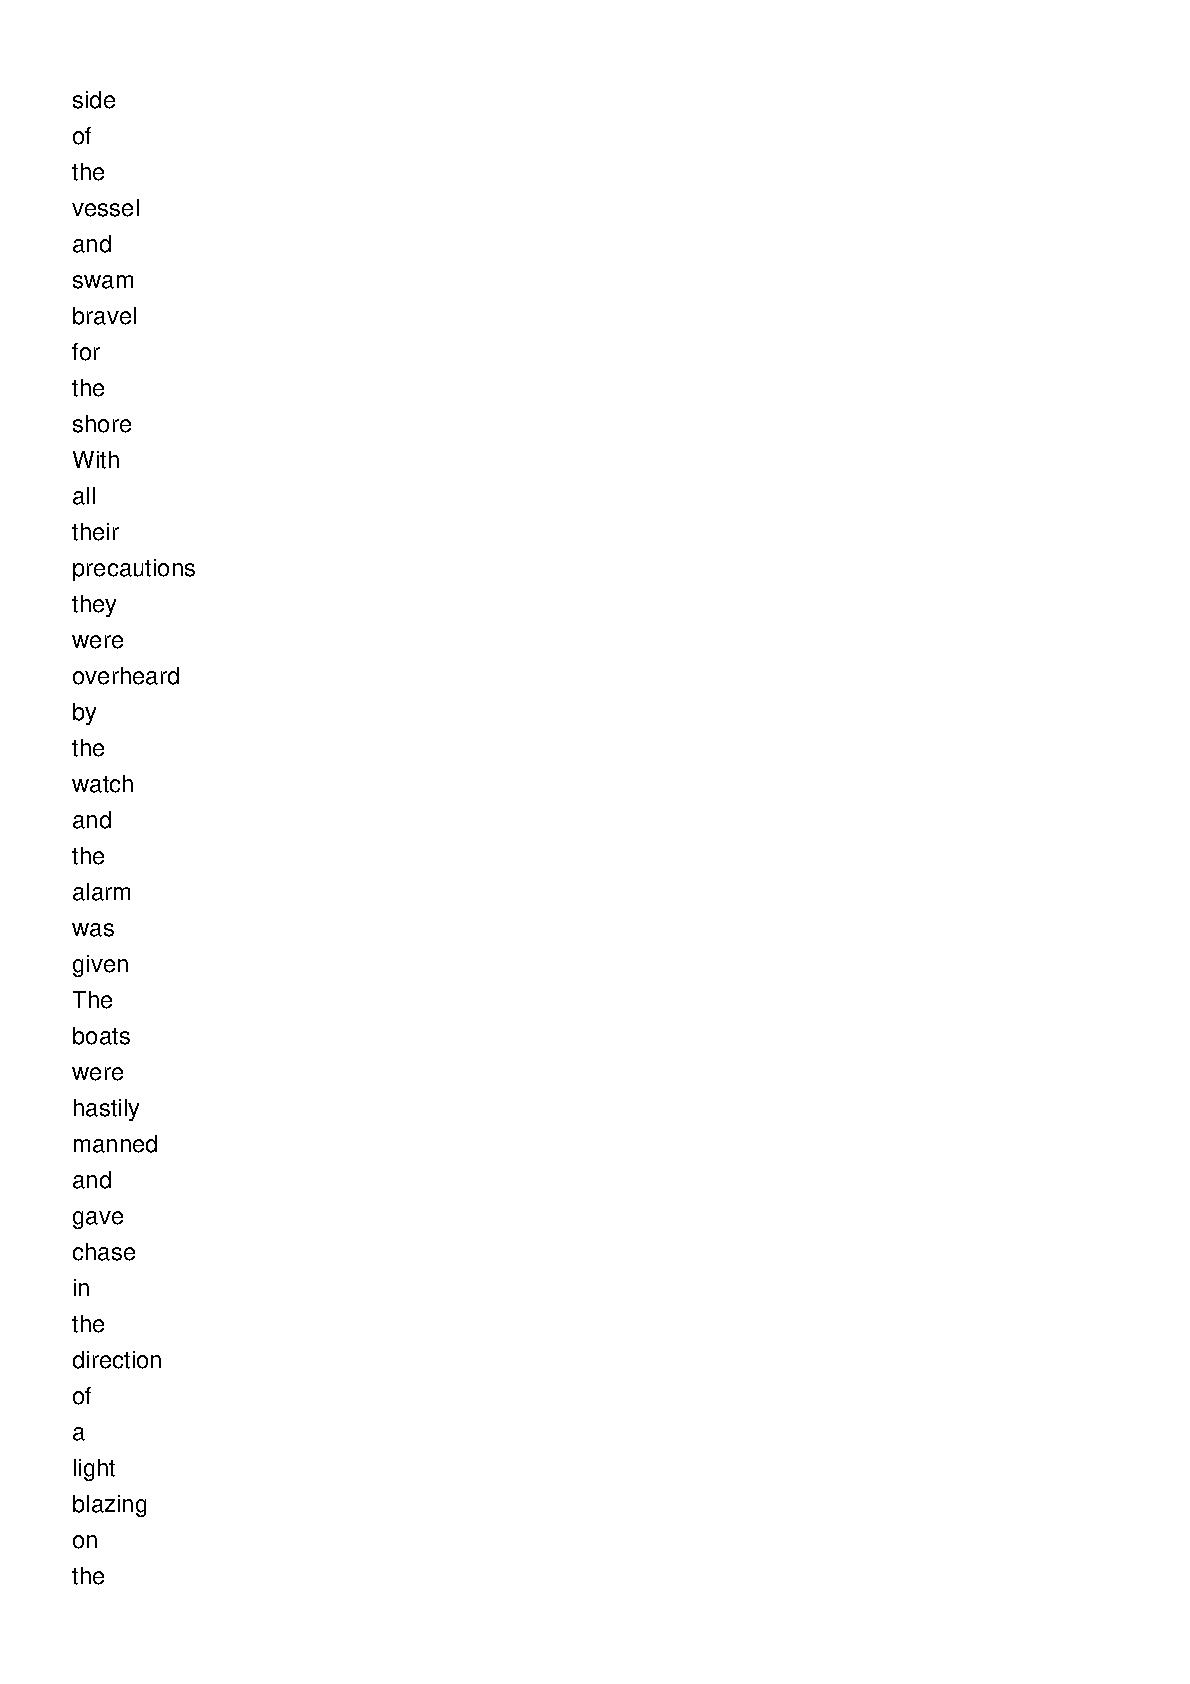 side
of
the
vessel
and
swam
bravel
for
the
shore
With
all
their
precautions
they
were
overheard
by
the
watch
and
the
alarm
was
given
The
boats
were
hastily
manned
and
gave
chase
in
the
direction
of
a
light
blazing
on
the